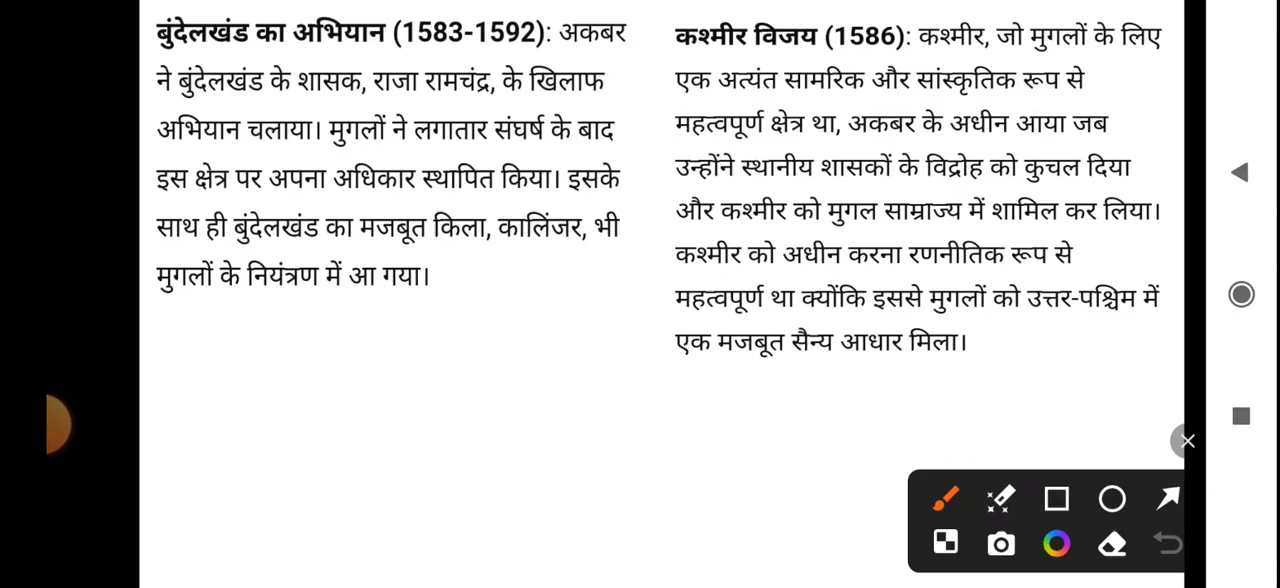 बुंदेलखंड का अभियान (1583-1592): अकबर
ने बुंदेलखंड के शासक, राजा रामचंद्र, के खिलाफ
अभियान चलाया। मुगलों ने लगातार संघर्ष के बाद
इस क्षेत्र पर अपना अधिकार स्थापित किया। इसके
साथ ही बुंदेलखंड का मजबूत किला, कालिंजर, भी
मुगलों के नियंत्रण में आ गया।
कश्मीर विजय (1586): कश्मीर, जो मुगलों के लिए
एक अत्यंत सामरिक और सांस्कृतिक रूप से
महत्वपूर्ण क्षेत्र था, अकबर के अधीन आया जब
उन्होंने स्थानीय शासकों के विद्रोह को कुचल दिया
और कश्मीर को मुगल साम्राज्य में शामिल कर लिया।
कश्मीर को अधीन करना रणनीतिक रूप से
महत्वपूर्ण था क्योंकि इससे मुगलों को उत्तर-पश्चिम में
एक मजबूत सैन्य आधार मिला।